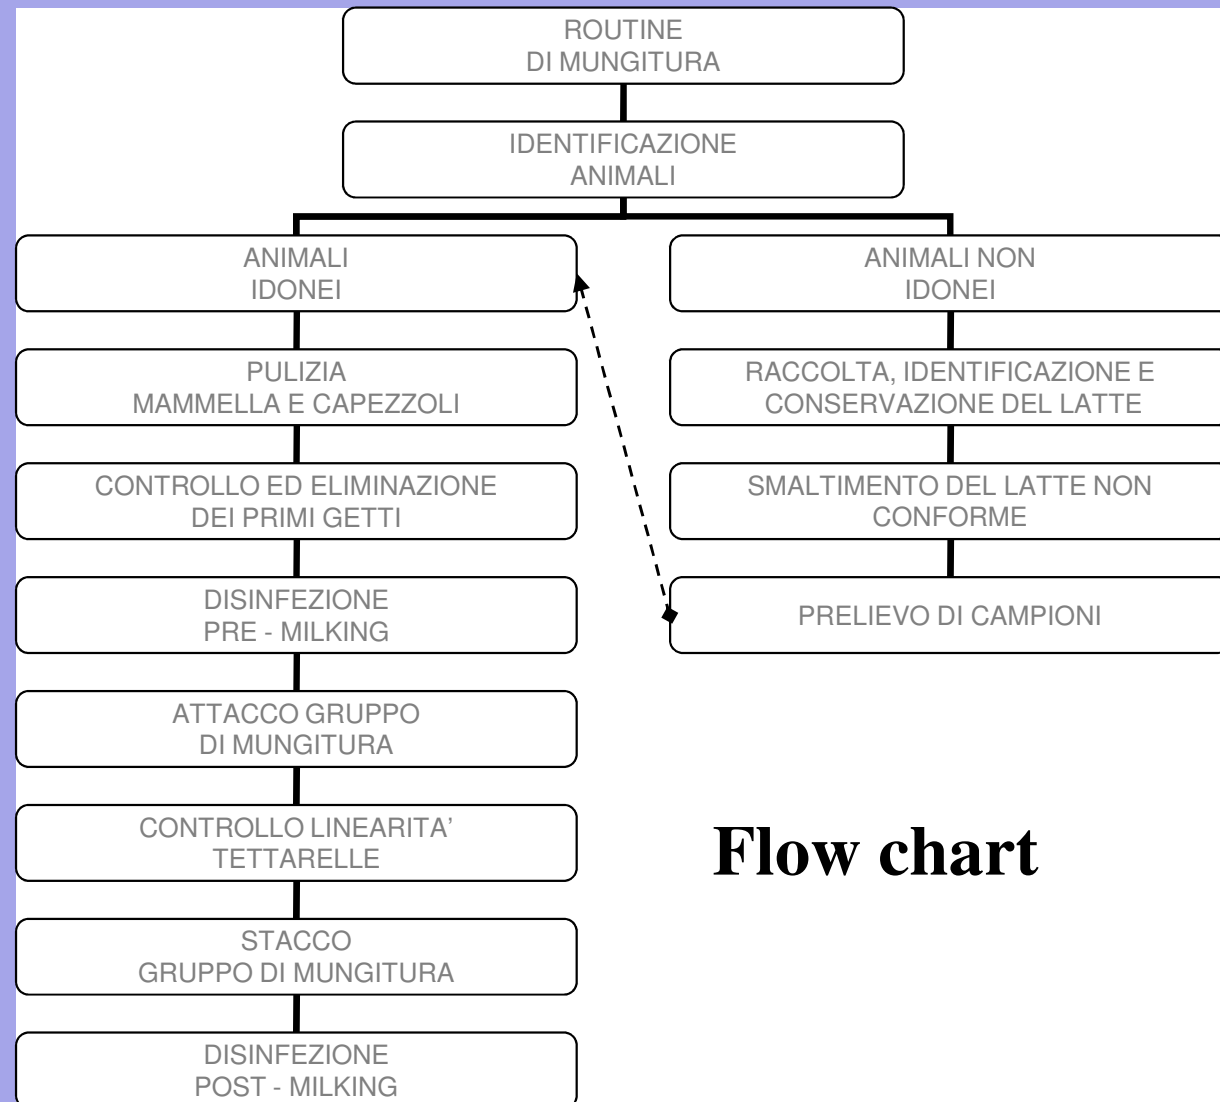 ROUTINE
DI MUNGITURA
IDENTIFICAZIONE
ANIMALI
ANIMALI
IDONEI
PULIZIA
MAMMELLA E CAPEZZOLI
CONTROLLO ED ELIMINAZIONE
DEI PRIMI GETTI
DISINFEZIONE
PRE - MILKING
ATTACCO GRUPPO
DI MUNGITURA
CONTROLLO LINEARITA’
TETTARELLE
STACCO
GRUPPO DI MUNGITURA
DISINFEZIONE
POST - MILKING
ANIMALI NON
IDONEI
RACCOLTA, IDENTIFICAZIONE E
CONSERVAZIONE DEL LATTE
SMALTIMENTO DEL LATTE NON
CONFORME
PRELIEVO DI CAMPIONI
Flow chart